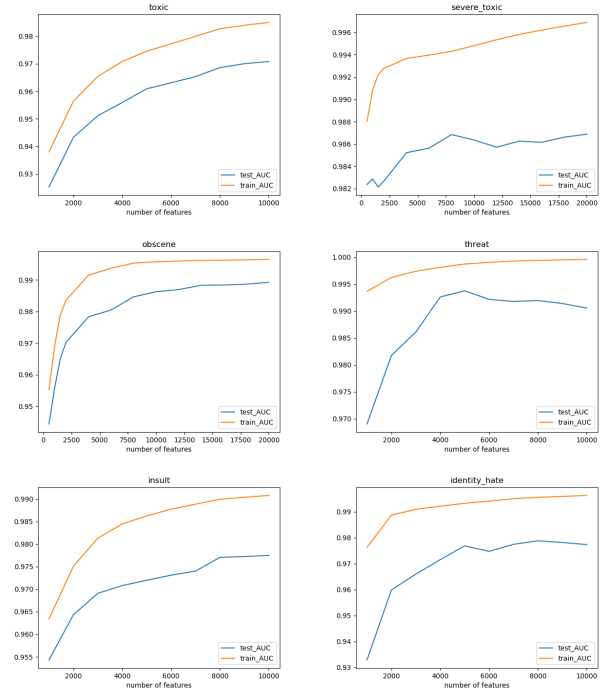 toxic
0.98
0.97
0.96
0.95
0.94
0.93
2000 4000 6000 8000 10000
number of features
test_AUC
train_AUC
severe_toxic
0.996
0.994
0.992
0.990
0.988
0.986
0.984
0.982
0 2500 5000 7500 10000 12500 15000 17500 20000
number of features
test_AUC
train_AUC
obscene
0.99
0.98
0.97
0.96
0.95
0 2500 5000 7500 10000 12500 15000 17500 20000
number of features
test_AUC
train_AUC
threat
1.000
0.995
0.990
0.985
0.980
0.975
0.970
2000 4000 6000 8000 10000
number of features
test_AUC
train_AUC
insult
0.990
0.985
0.980
0.975
0.970
0.965
0.960
0.955
2000 4000 6000 8000 10000
number of features
test_AUC
train_AUC
identity_hate
0.99
0.98
0.97
0.96
0.95
0.94
0.93
2000 4000 6000 8000 10000
number of features
test_AUC
train_AUC